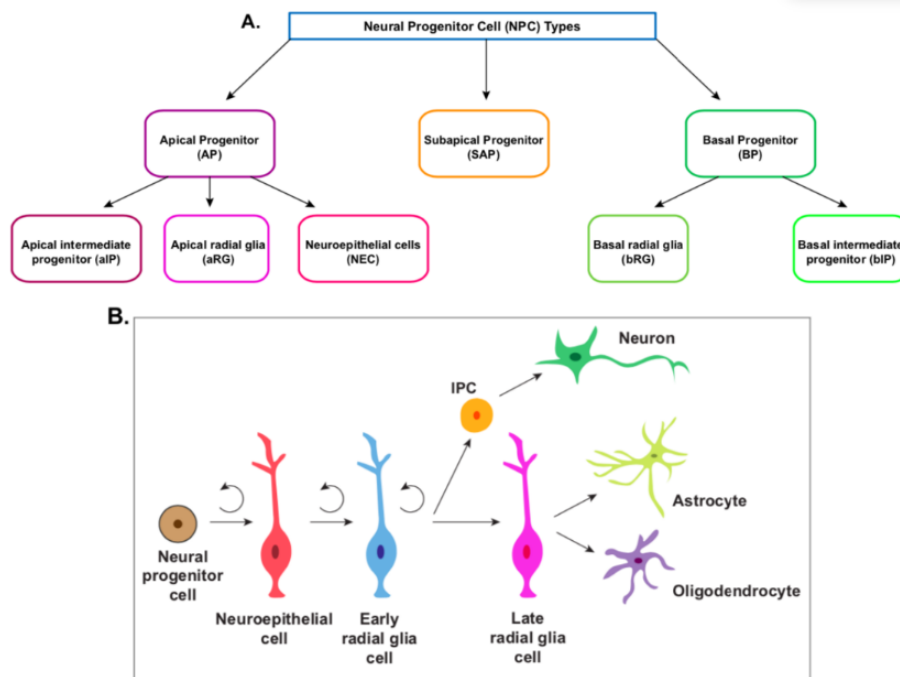 A.
Neural Progenitor Cell (NPC) Types
Apical Progenitor
(AP)
Subapical Progenitor
(SAP)
Basal Progenitor
(BP)
Apical intermediate
progenitor (aIP)
Apical radial glia
(aRG)
Neuroepithelial cells
(NEC)
Basal radial glia
(bRG)
Basal intermediate
progenitor (bIP)
B.
Neuron
IPC
Astrocyte
Neural
progenitor
cell
Oligodendrocyte
Neuroepithelial
cell
Early
radial glia
cell
Late
radial glia
cell